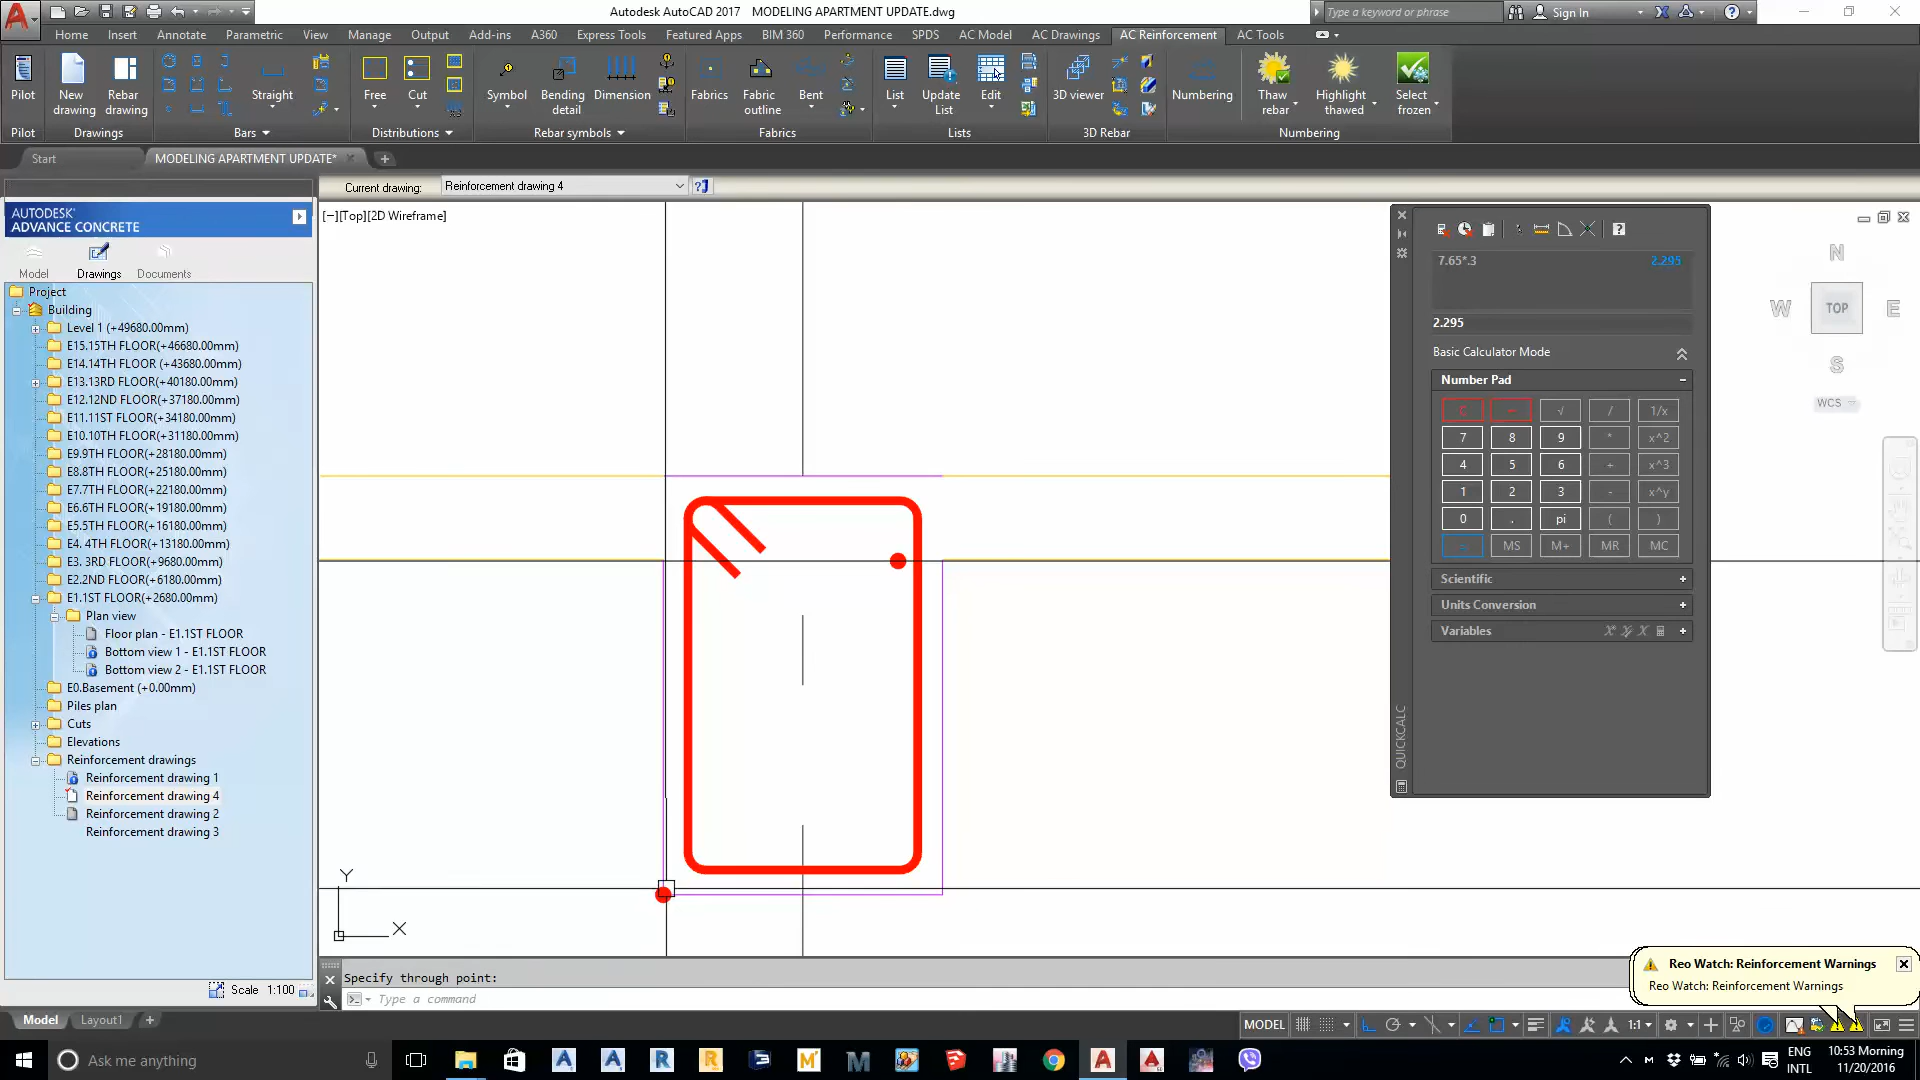 Autodesk AutoCAD 2017 MODELING APARTMENT UPDATE.dwg
Type a keyword or phrase
Sign In
Home Insert Annotate Parametric View Manage Output Add-ins A360 Express Tools Featured Apps BIM 360 Performance SPDS AC Model AC Drawings AC Reinforcement AC Tools
Pilot
New drawing
Rebar drawing
Straight
Free
Cut
Symbol
Bending detail
Dimension
Fabrics
Fabric outline
Bent
List
Update List
Edit
3D viewer
Numbering
Thaw rebar
Highlight thawed
Select frozen
Pilot Drawings Bars Distributions Rebar symbols Fabrics Lists 3D Rebar Numbering
Start
MODELING APARTMENT UPDATE*
Current drawing:
Reinforcement drawing 4
[−][Top][2D Wireframe]
AUTODESK
ADVANCE CONCRETE
Model Drawings Documents
Project
Building
Level 1 (+49680.00mm)
E15.15TH FLOOR(+46680.00mm)
E14.14TH FLOOR (+43680.00mm)
E13.13RD FLOOR(+40180.00mm)
E12.12ND FLOOR(+37180.00mm)
E11.11ST FLOOR(+34180.00mm)
E10.10TH FLOOR(+31180.00mm)
E9.9TH FLOOR(+28180.00mm)
E8.8TH FLOOR(+25180.00mm)
E7.7TH FLOOR(+22180.00mm)
E6.6TH FLOOR(+19180.00mm)
E5.5TH FLOOR(+16180.00mm)
E4. 4TH FLOOR(+13180.00mm)
E3. 3RD FLOOR(+9680.00mm)
E2.2ND FLOOR(+6180.00mm)
E1.1ST FLOOR(+2680.00mm)
Plan view
Floor plan - E1.1ST FLOOR
Bottom view 1 - E1.1ST FLOOR
Bottom view 2 - E1.1ST FLOOR
E0.Basement (+0.00mm)
Piles plan
Cuts
Elevations
Reinforcement drawings
Reinforcement drawing 1
Reinforcement drawing 4
Reinforcement drawing 2
Reinforcement drawing 3
Scale 1:100
7.65*.3
2.295
2.295
Basic Calculator Mode
Number Pad
C √ / 1/x
7 8 9 * x^2
4 5 6 + x^3
1 2 3 - x^y
0 . pi ( )
= MS M+ MR MC
Scientific
Units Conversion
Variables
QUICKCALC
N
W TOP E
S
WCS
Y
X
Specify through point:
Type a command
Reo Watch: Reinforcement Warnings
Reo Watch: Reinforcement Warnings
Model Layout1
MODEL
1:1
Ask me anything
ENG
INTL
10:53 Morning
11/20/2016